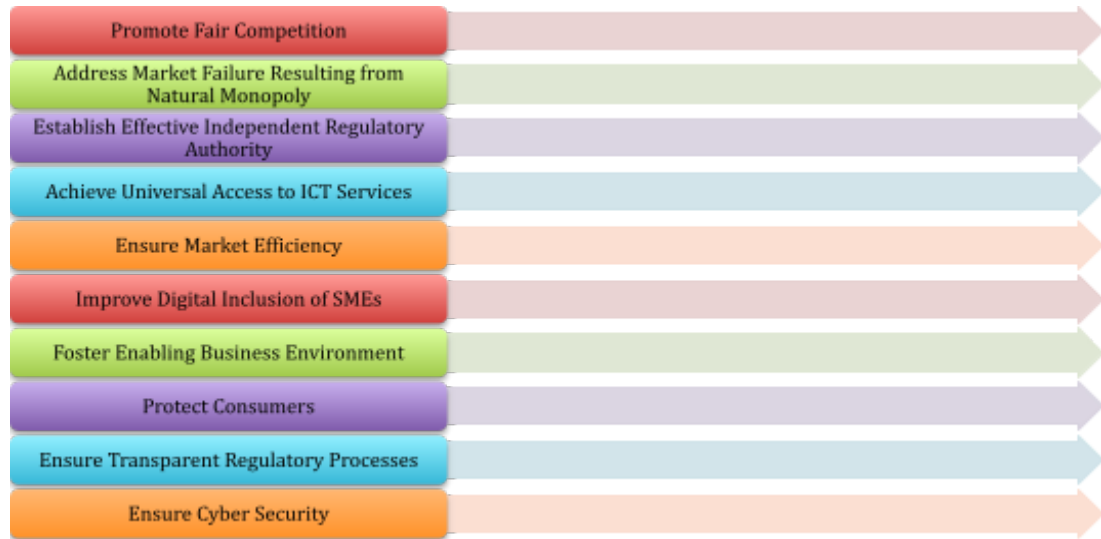 Promote Fair Competition
Address Market Failure Resulting from
Natural Monopoly
Establish Effective Independent Regulatory
Authority
Achieve Universal Access to ICT Services
Ensure Market Efficiency
Improve Digital Inclusion of SMEs
Foster Enabling Business Environment
Protect Consumers
Ensure Transparent Regulatory Processes
Ensure Cyber Security